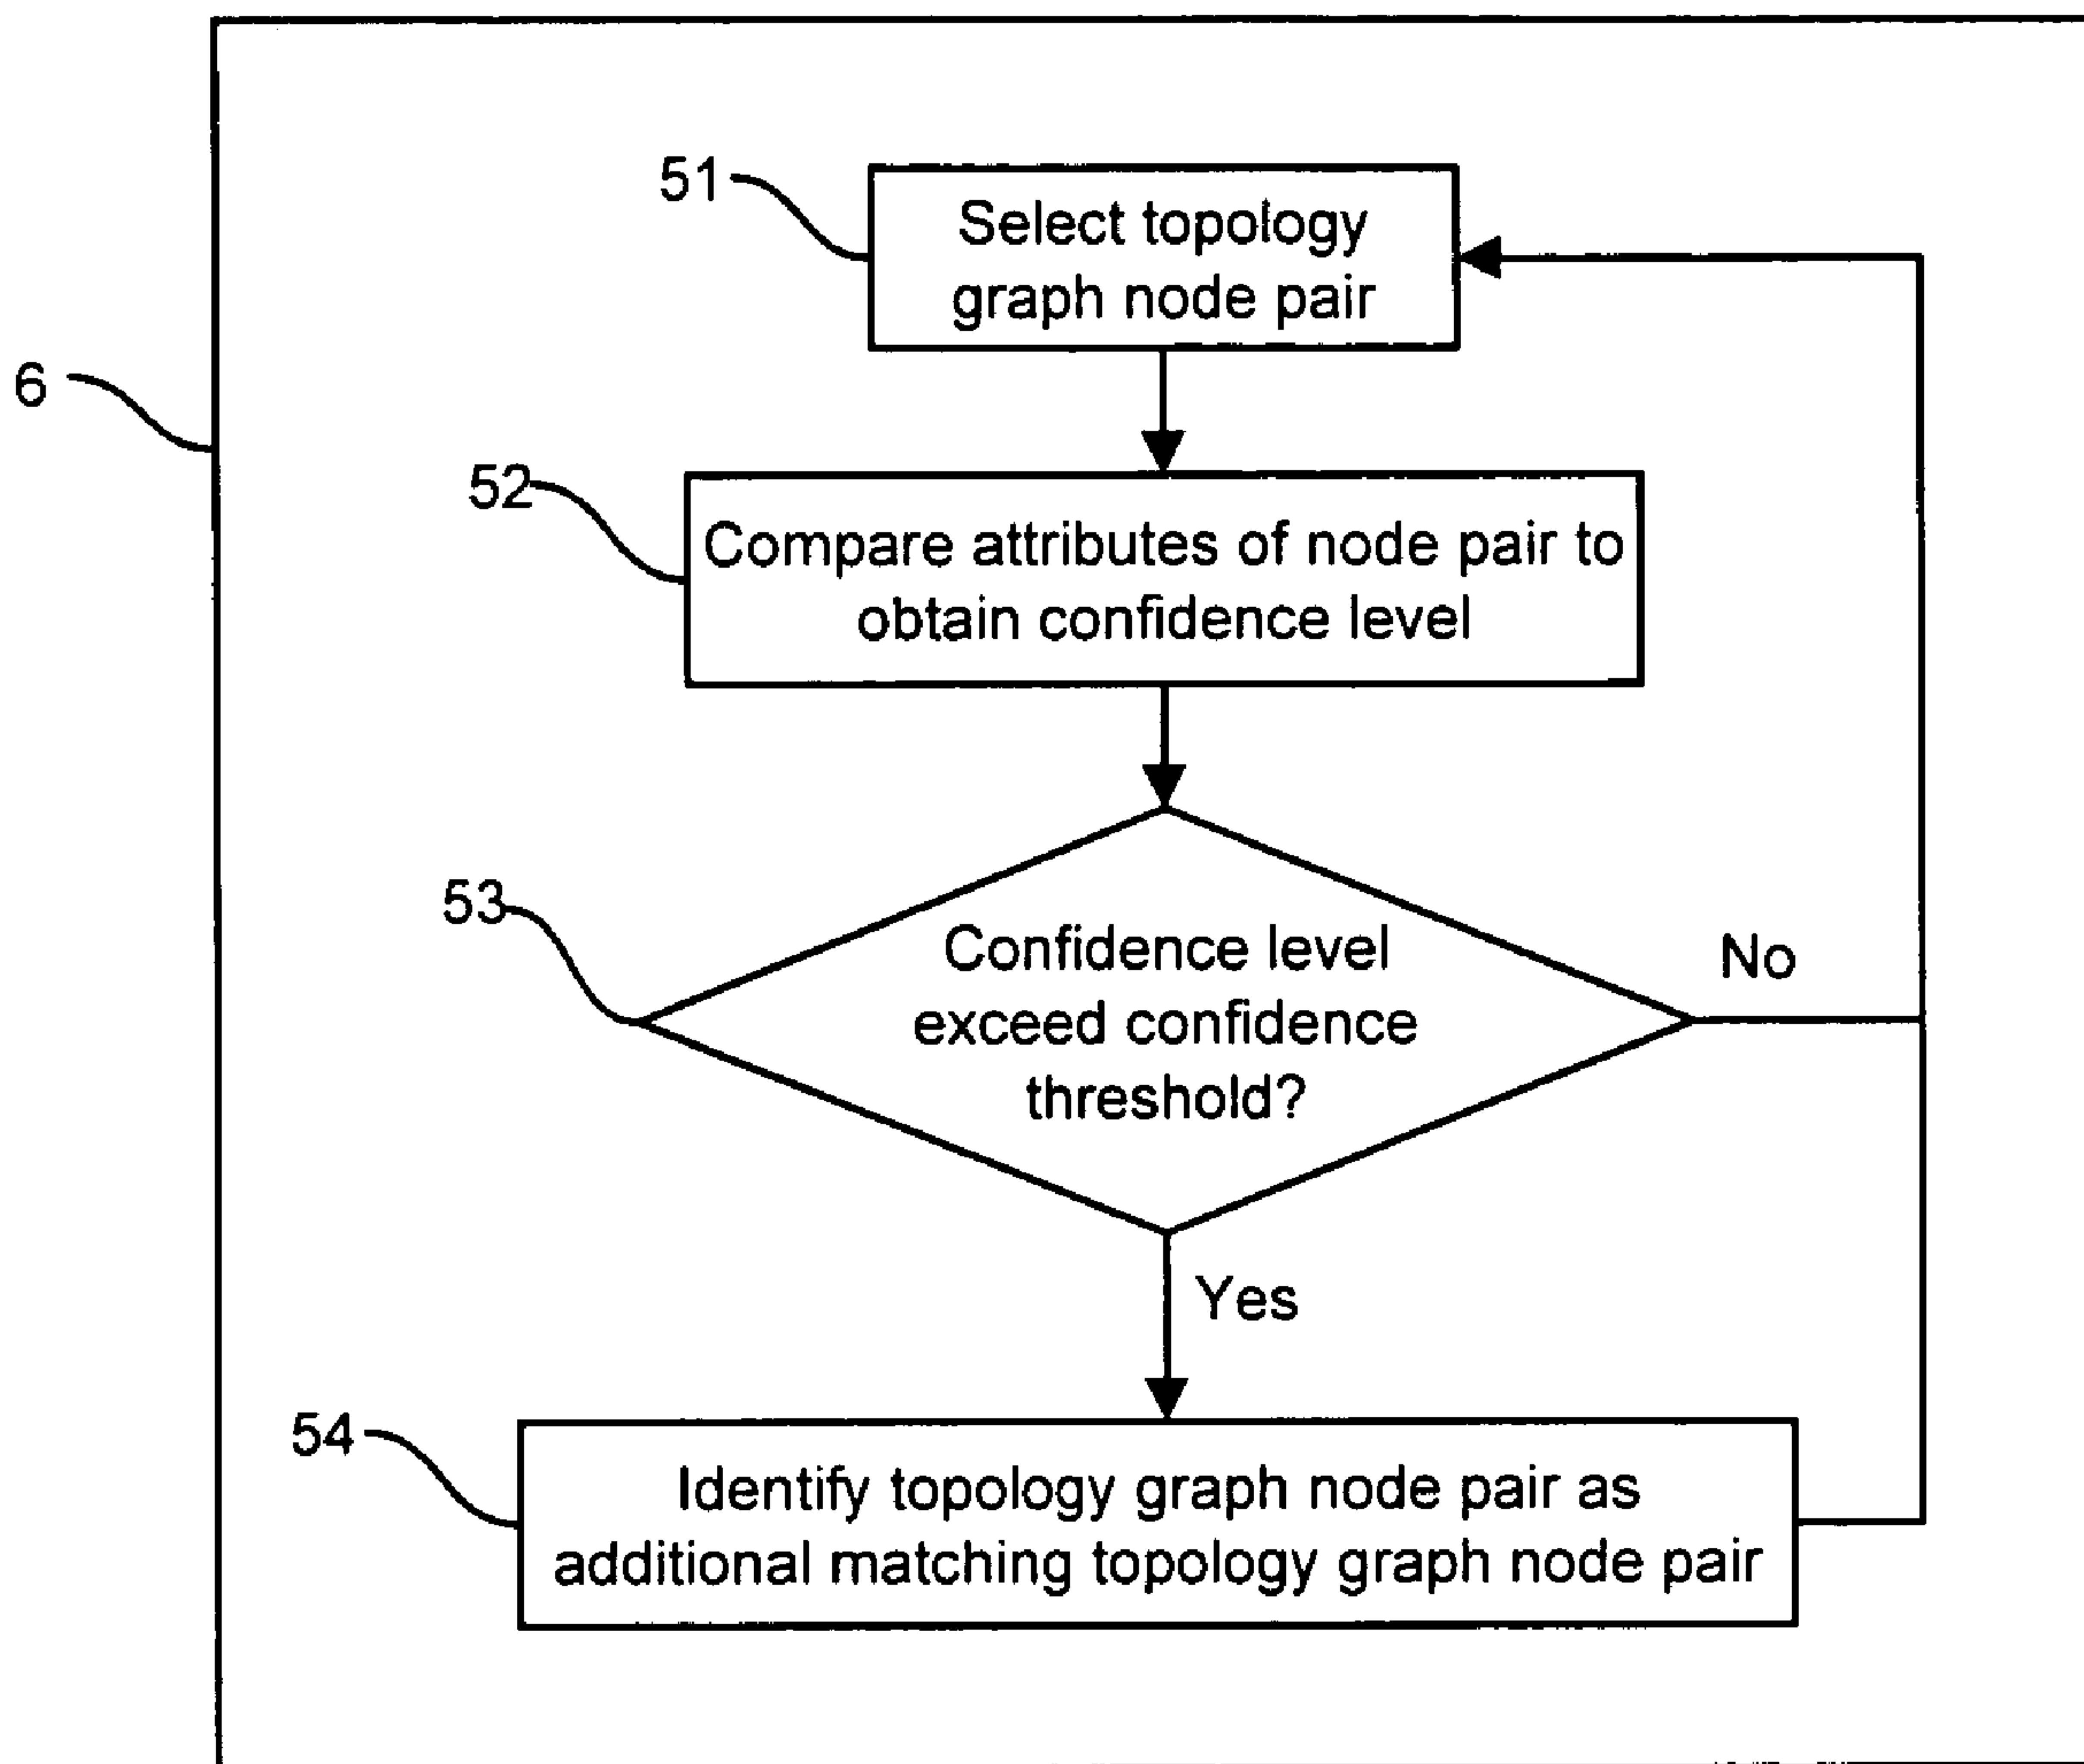 51
Select topology
graph node pair
6
52
Compare attributes of node pair to
obtain confidence level
53
Confidence level
exceed confidence
threshold?
No
Yes
54
Identify topology graph node pair as
additional matching topology graph node pair